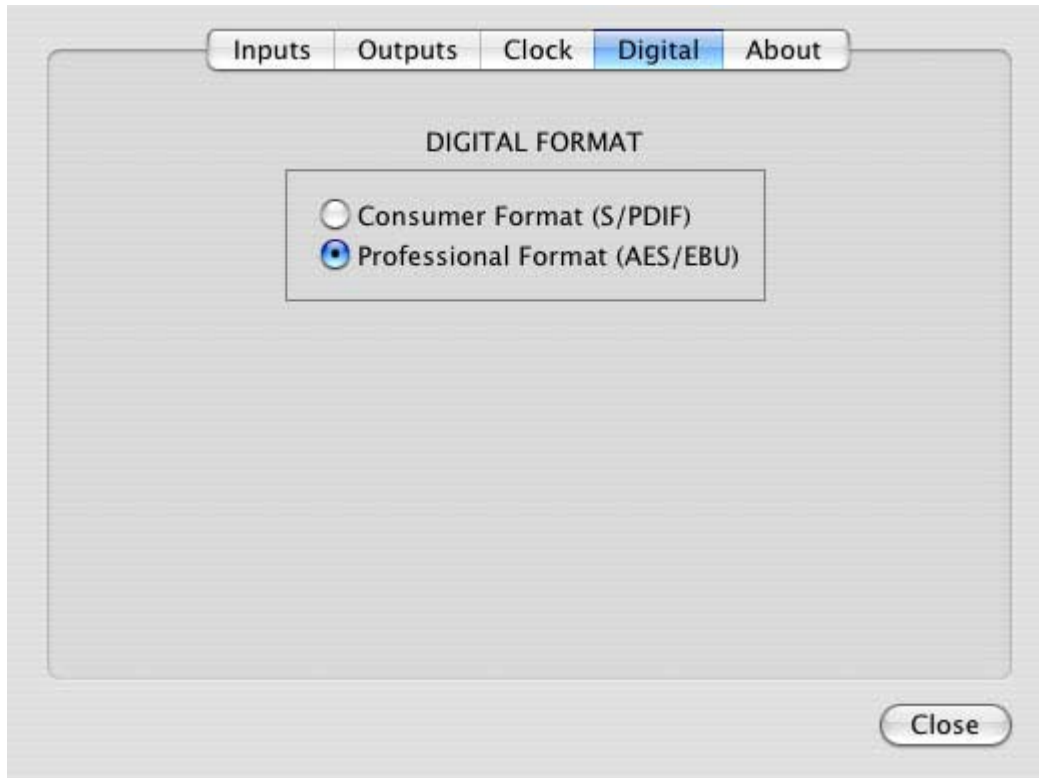 Inputs Outputs Clock Digital About
DIGITAL FORMAT
Consumer Format (S/PDIF)
Professional Format (AES/EBU)
Close